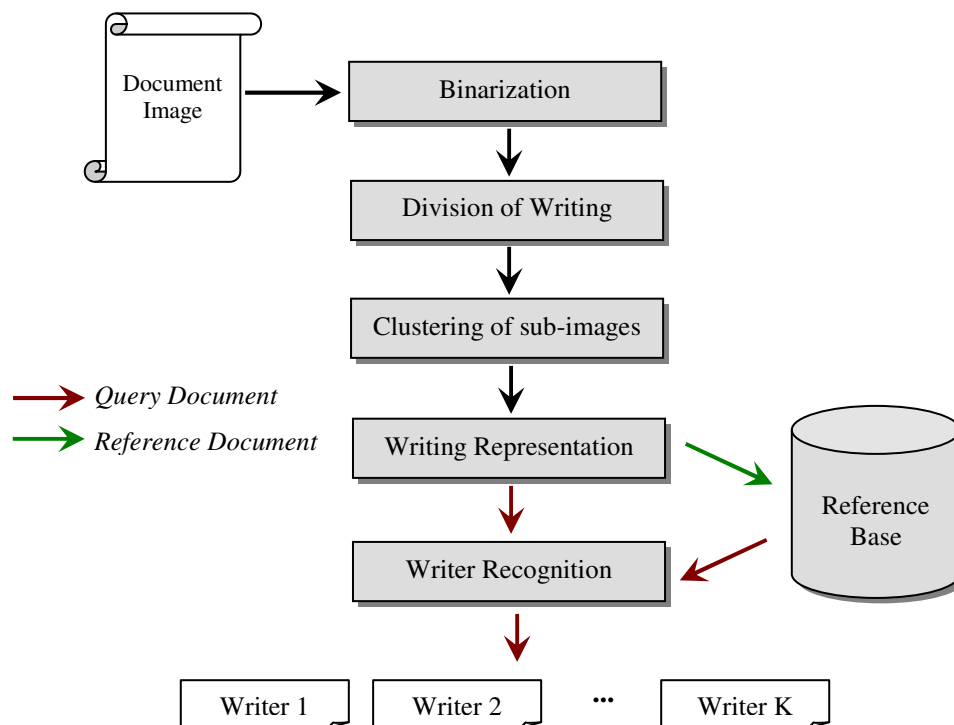 Document
Image
Binarization
Division of Writing
Clustering of sub-images
Query Document
Reference Document
Writing Representation
Reference
Base
Writer Recognition
Writer 1
Writer 2
...
Writer K